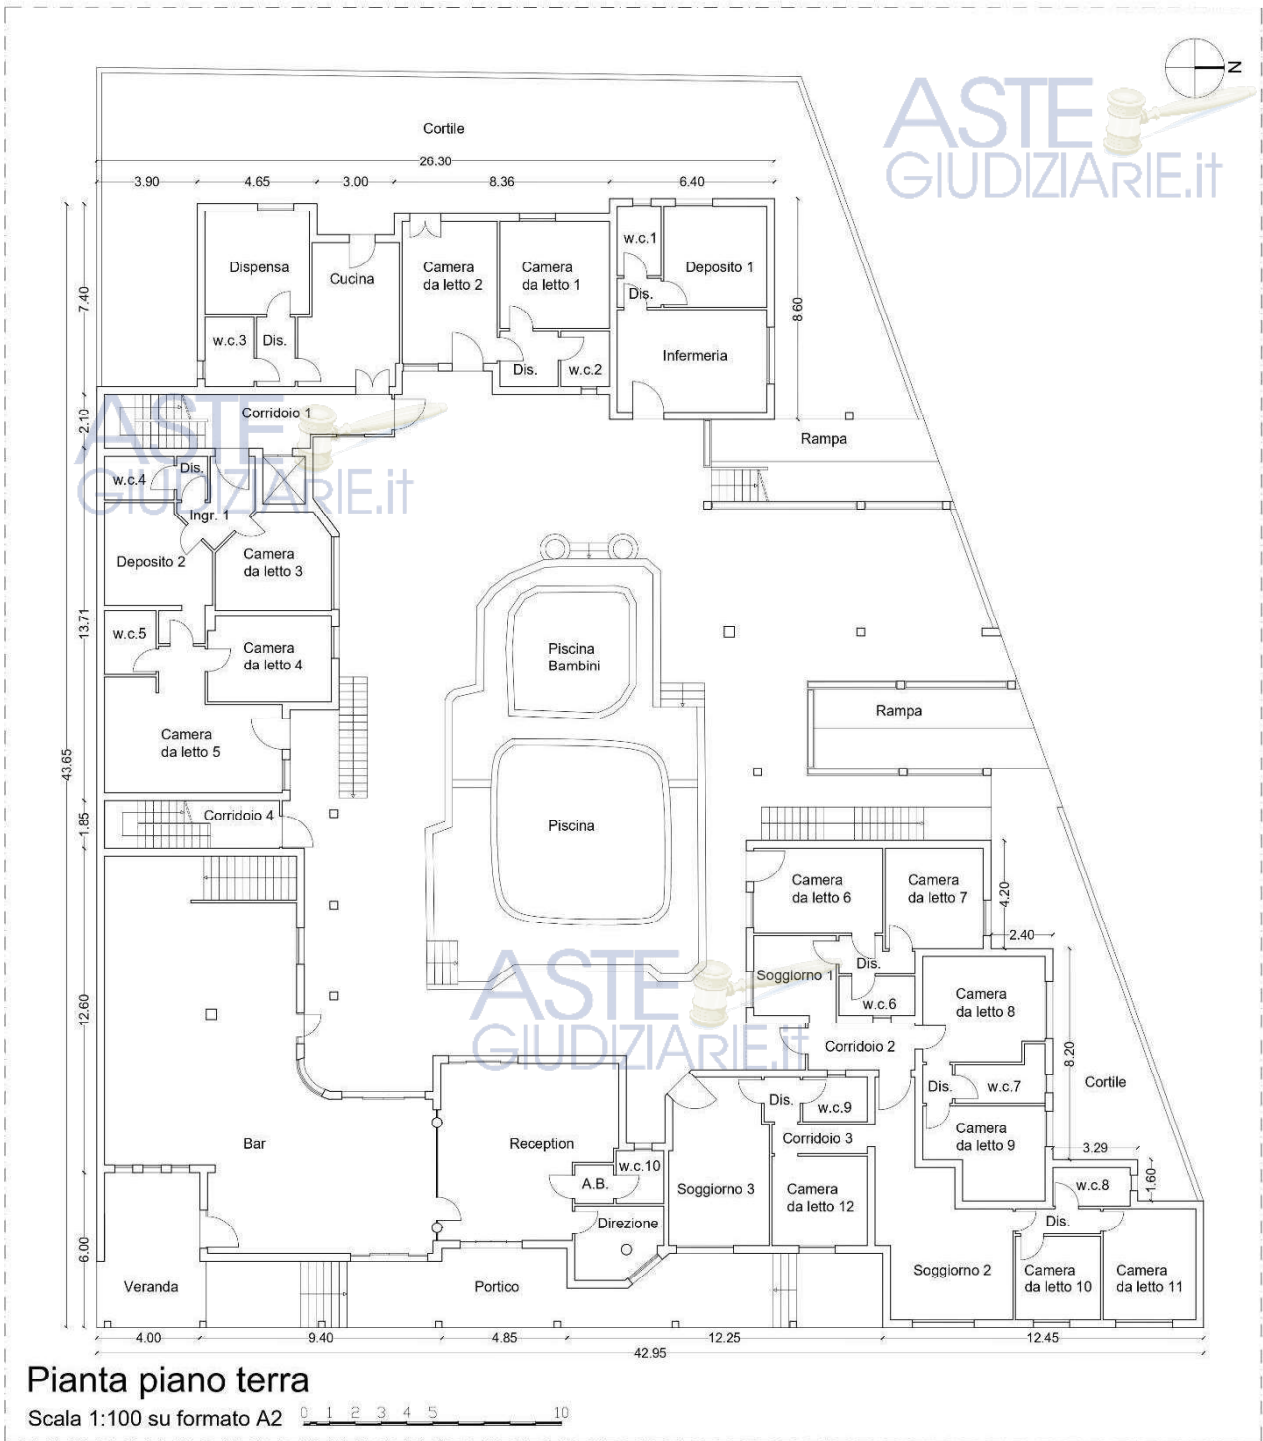 N
ASTE
GIUDIZIARIE.it
Cortile
26.30
3.90
4.65
3.00
8.36
6.40
w.c.1
Dispensa
Cucina
Camera
da letto 2
Camera
da letto 1
Deposito 1
Dis.
7.40
8.60
w.c.3
Dis.
Dis.
w.c.2
Infermeria
2.10
Corridoio 1
Rampa
ASTE
GIUDIZIARIE.it
w.c.4
Dis.
Ingr. 1
Deposito 2
Camera
da letto 3
13.71
w.c.5
Camera
da letto 4
Piscina
Bambini
Rampa
Camera
da letto 5
43.65
1.85
Corridoio 4
Piscina
Camera
da letto 6
Camera
da letto 7
4.20
2.40
ASTE
GIUDIZIARIE.it
Soggiorno 1
Dis.
w.c.6
Camera
da letto 8
12.60
Corridoio 2
8.20
Cortile
Dis.
w.c.7
Dis.
w.c.9
Bar
Reception
Corridoio 3
Camera
da letto 9
3.29
w.c.10
A.B.
Soggiorno 3
Camera
da letto 12
w.c.8
1.60
Direzione
Dis.
6.00
Veranda
Portico
Soggiorno 2
Camera
da letto 10
Camera
da letto 11
4.00
9.40
4.85
12.25
12.45
42.95
Pianta piano terra
Scala 1:100 su formato A2
0 1 2 3 4 5 10